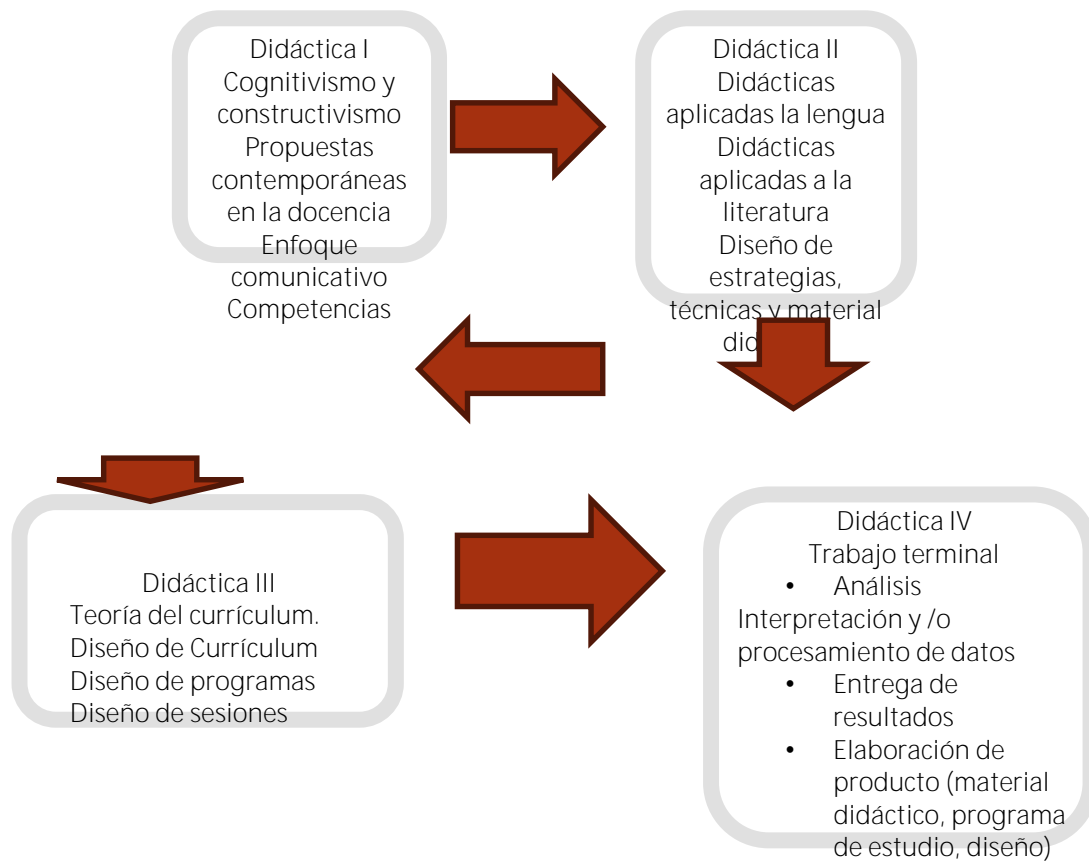 Didáctica I
Cognitivismo y
constructivismo
Propuestas
contemporáneas
en la docencia
Enfoque
comunicativo
Competencias
Didáctica II
Didácticas
aplicadas la lengua
Didácticas
aplicadas a la
literatura
Diseño de
estrategias,
técnicas y material
Didáctica III
Teoría del currículum.
Diseño de Currículum
Diseño de programas
Diseño de sesiones
Didáctica IV
Trabajo terminal
• Análisis
Interpretación y /o
procesamiento de datos
• Entrega de
resultados
• Elaboración de
producto (material
didáctico, programa
de estudio, diseño)